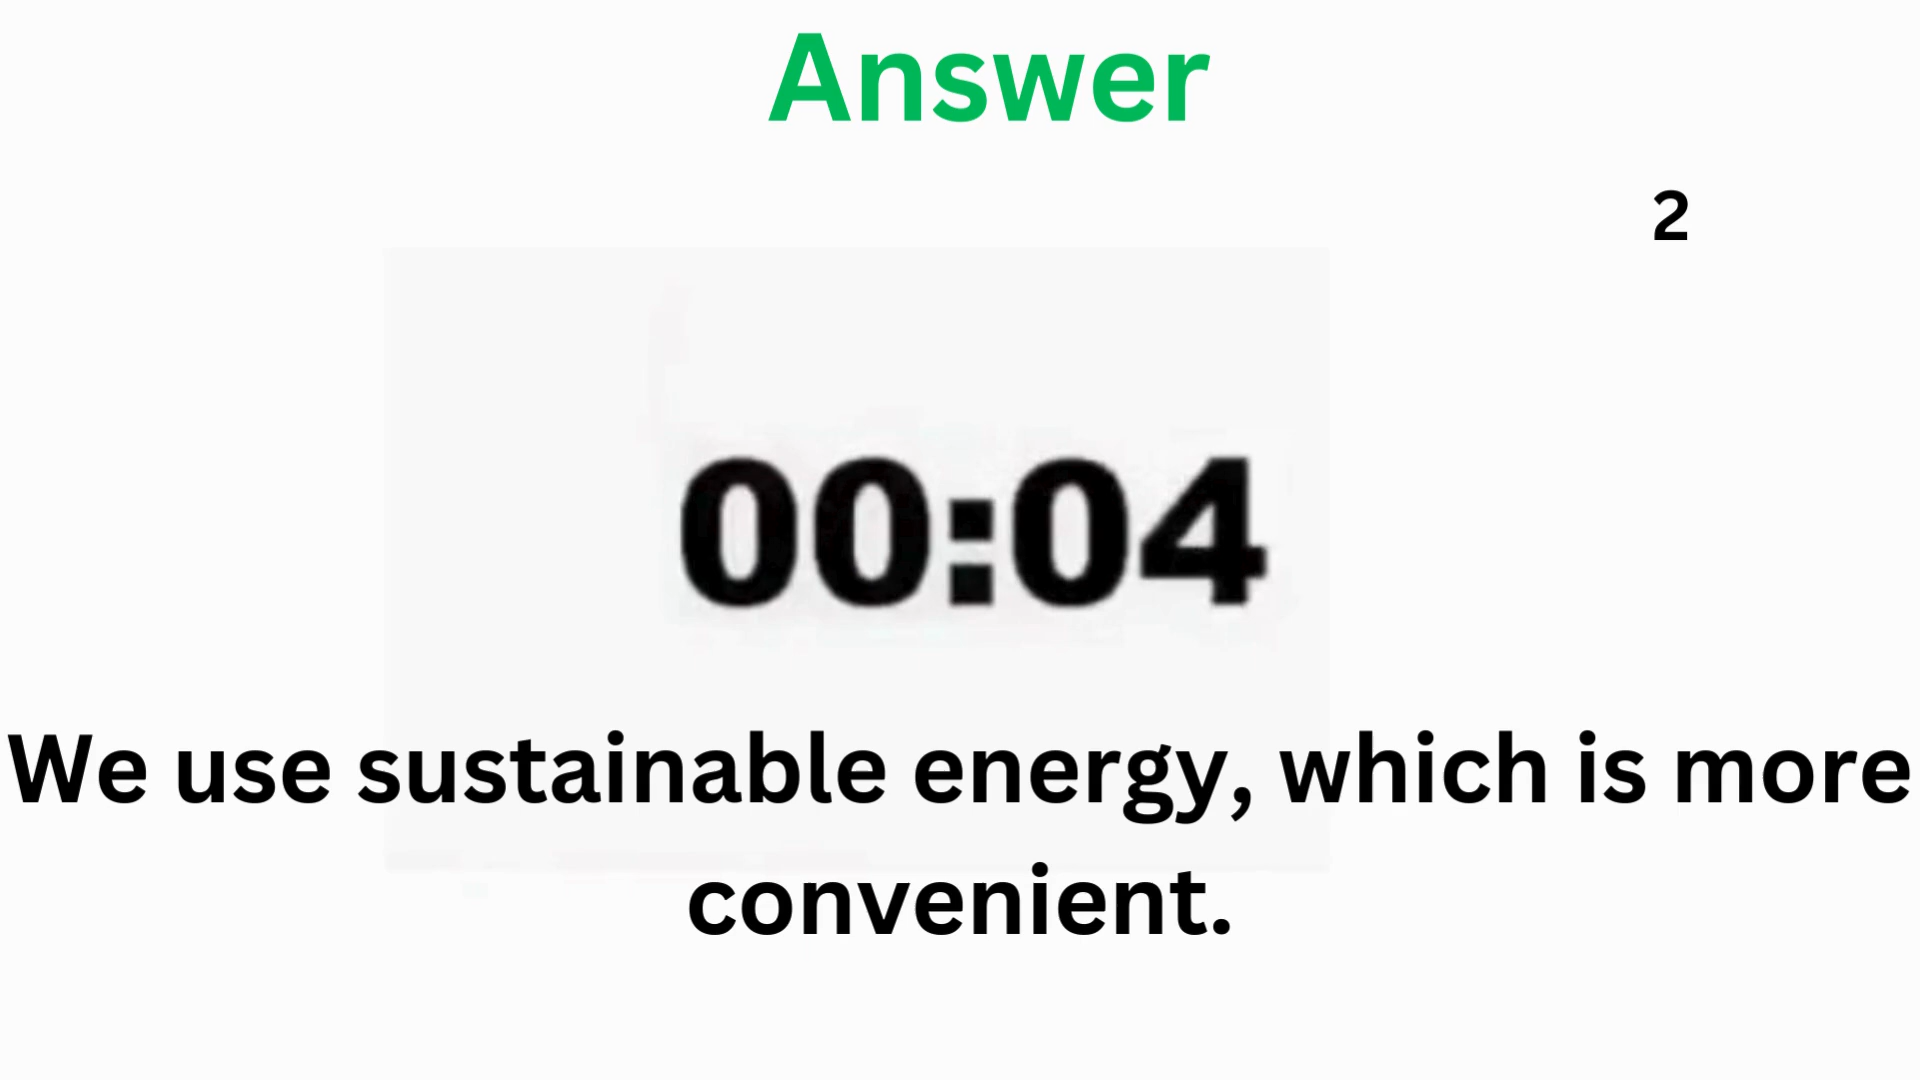 Answer
2
00:04
We use sustainable energy, which is more
convenient.